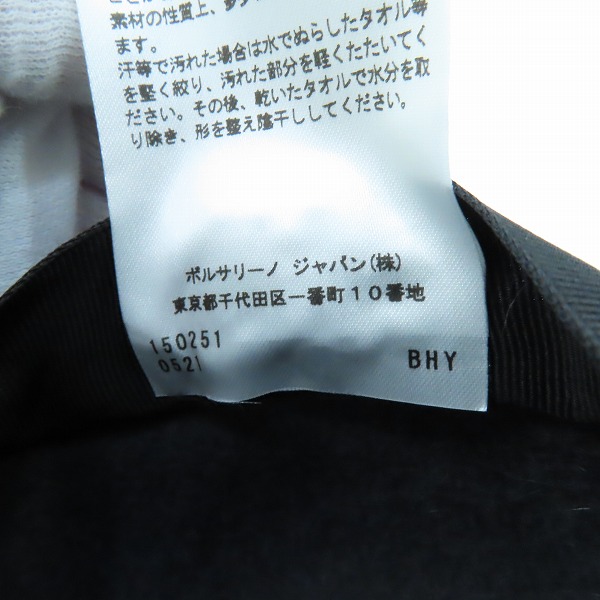 素材の性質上、多少
ます。
汗等で汚れた場合は水でぬらしたタオル等
を堅く絞り、汚れた部分を軽くたたいてく
ださい。その後、乾いたタオルで水分を取
り除き、形を整え陰干ししてください。
ボルサリーノ ジャパン(株)
東京都千代田区一番町10番地
150251
0521
BHY